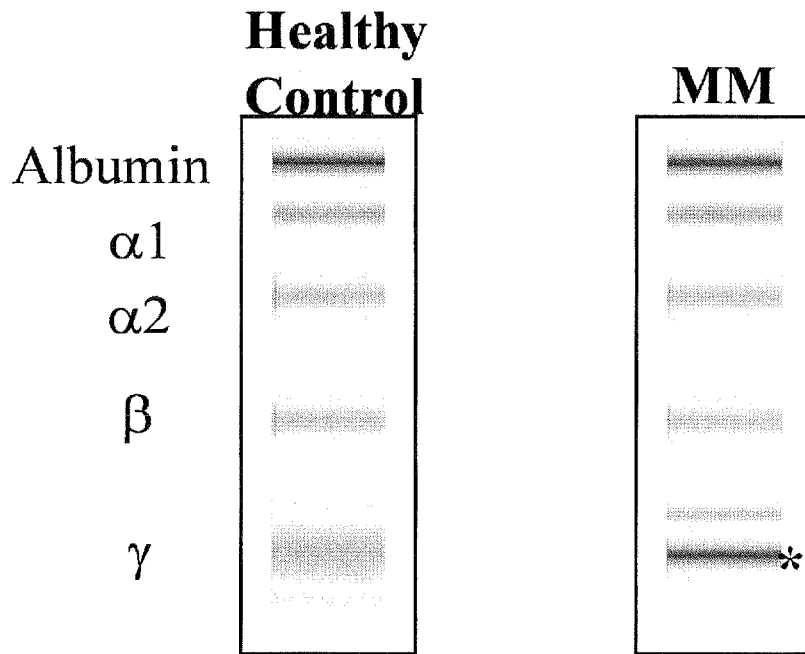 Healthy
Control
MM
Albumin
α1
α2
β
γ
*